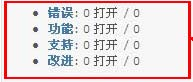 错误: 0 打开 / 0
功能: 0 打开 / 0
支持: 0 打开 / 0
改进: 0 打开 / 0